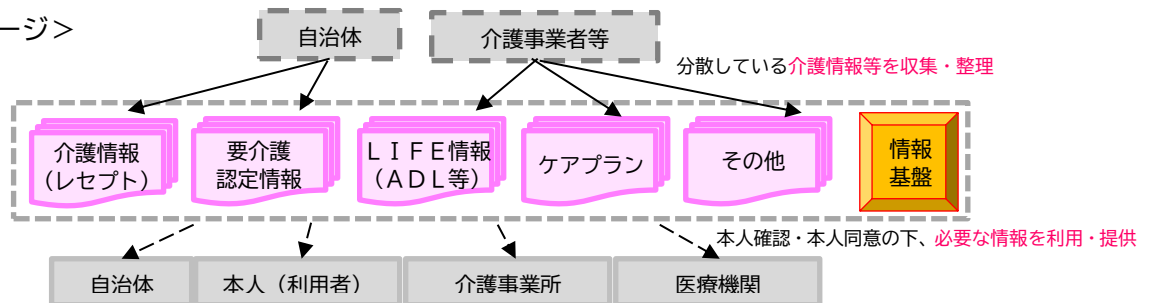 ージ＞
自治体
介護事業者等
分散している介護情報等を収集・整理
介護情報
（レセプト）
要介護
認定情報
ＬＩＦＥ情報
（ＡＤＬ等）
ケアプラン
その他
情報
基盤
本人確認・本人同意の下、必要な情報を利用・提供
自治体
本人（利用者）
介護事業所
医療機関